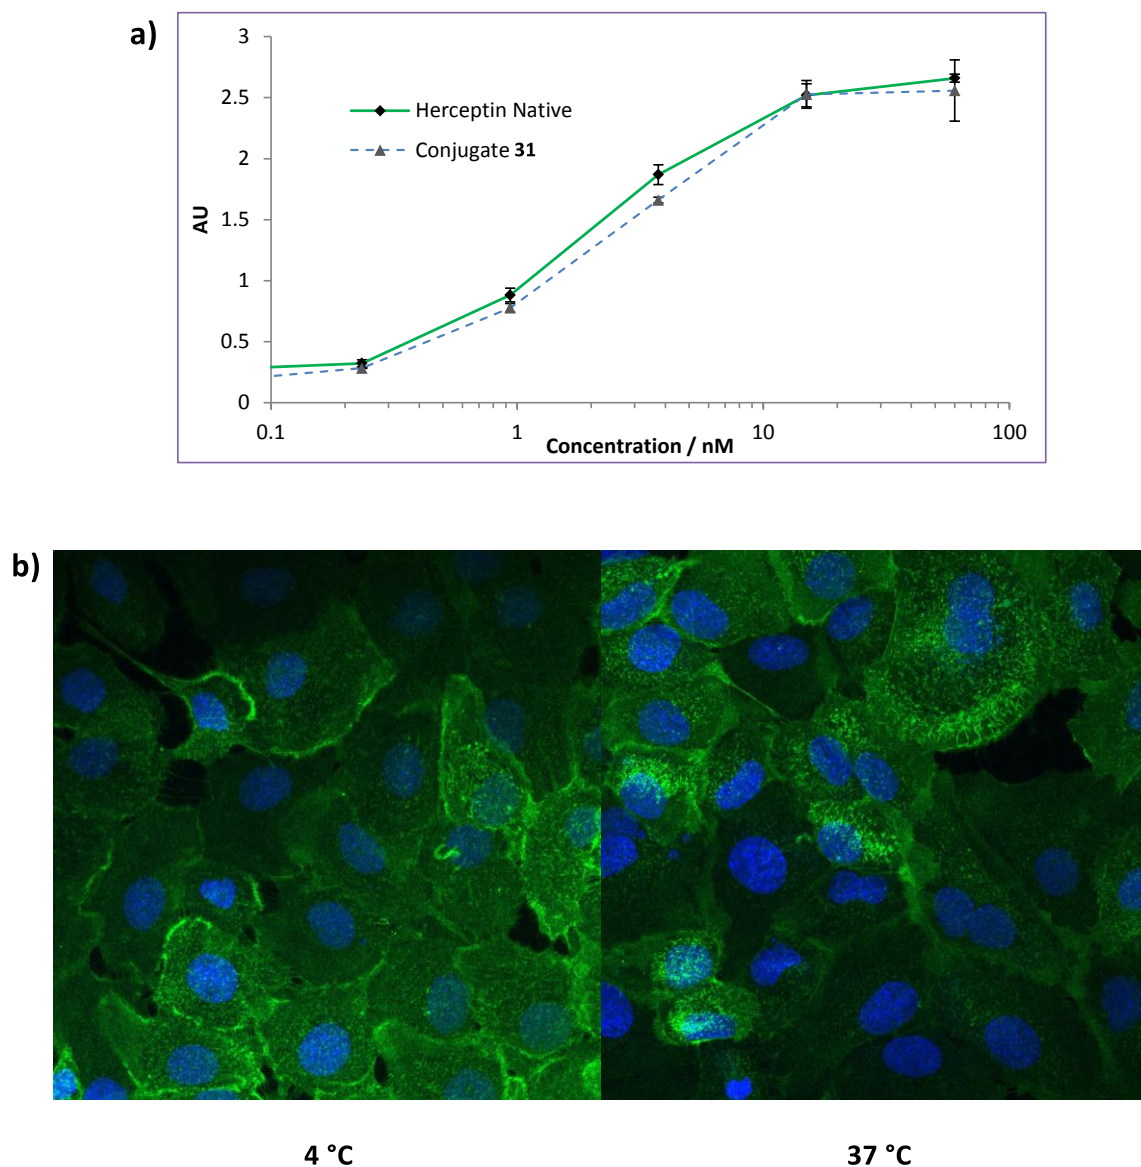 a)
3
2.5
2
1.5
1
0.5
0
AU
Herceptin Native
Conjugate 31
0.1 1 10 100
Concentration / nM
b)
4 °C 37 °C